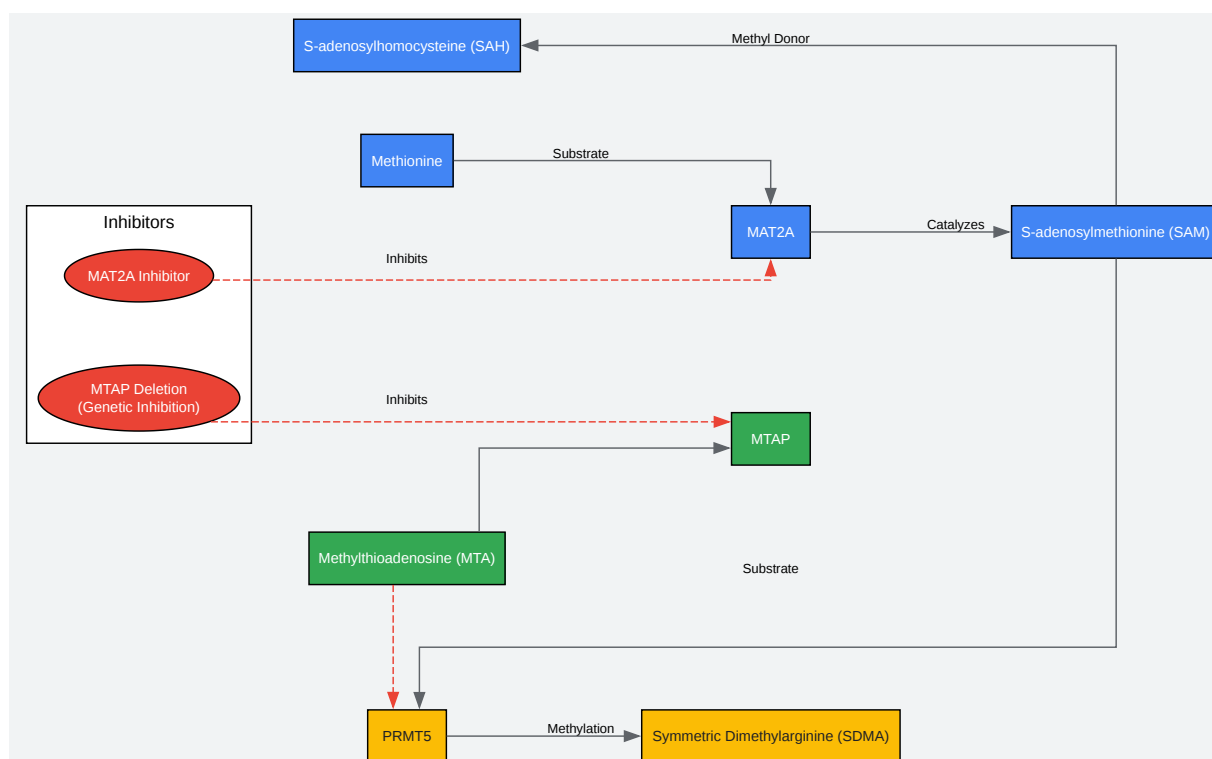 S-adenosylhomocysteine (SAH)
Methyl Donor
Methionine
Substrate
Inhibitors
MAT2A Inhibitor
Inhibits
MAT2A
Catalyzes
S-adenosylmethionine (SAM)
MTAP Deletion
(Genetic Inhibition)
Inhibits
MTAP
Methylthioadenosine (MTA)
Substrate
PRMT5
Methylation
Symmetric Dimethylarginine (SDMA)